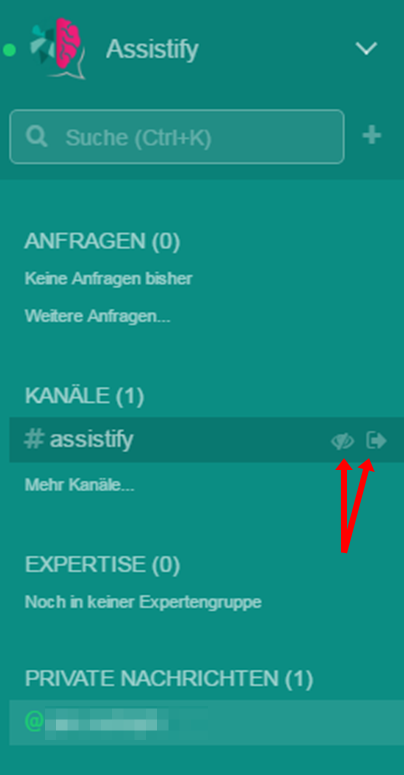 Assistify
Suche (Ctrl+K)
ANFRAGEN (0)
Keine Anfragen bisher
Weitere Anfragen...
KANÄLE (1)
# assistify
Mehr Kanäle...
EXPERTISE (0)
Noch in keiner Expertengruppe
PRIVATE NACHRICHTEN (1)
@